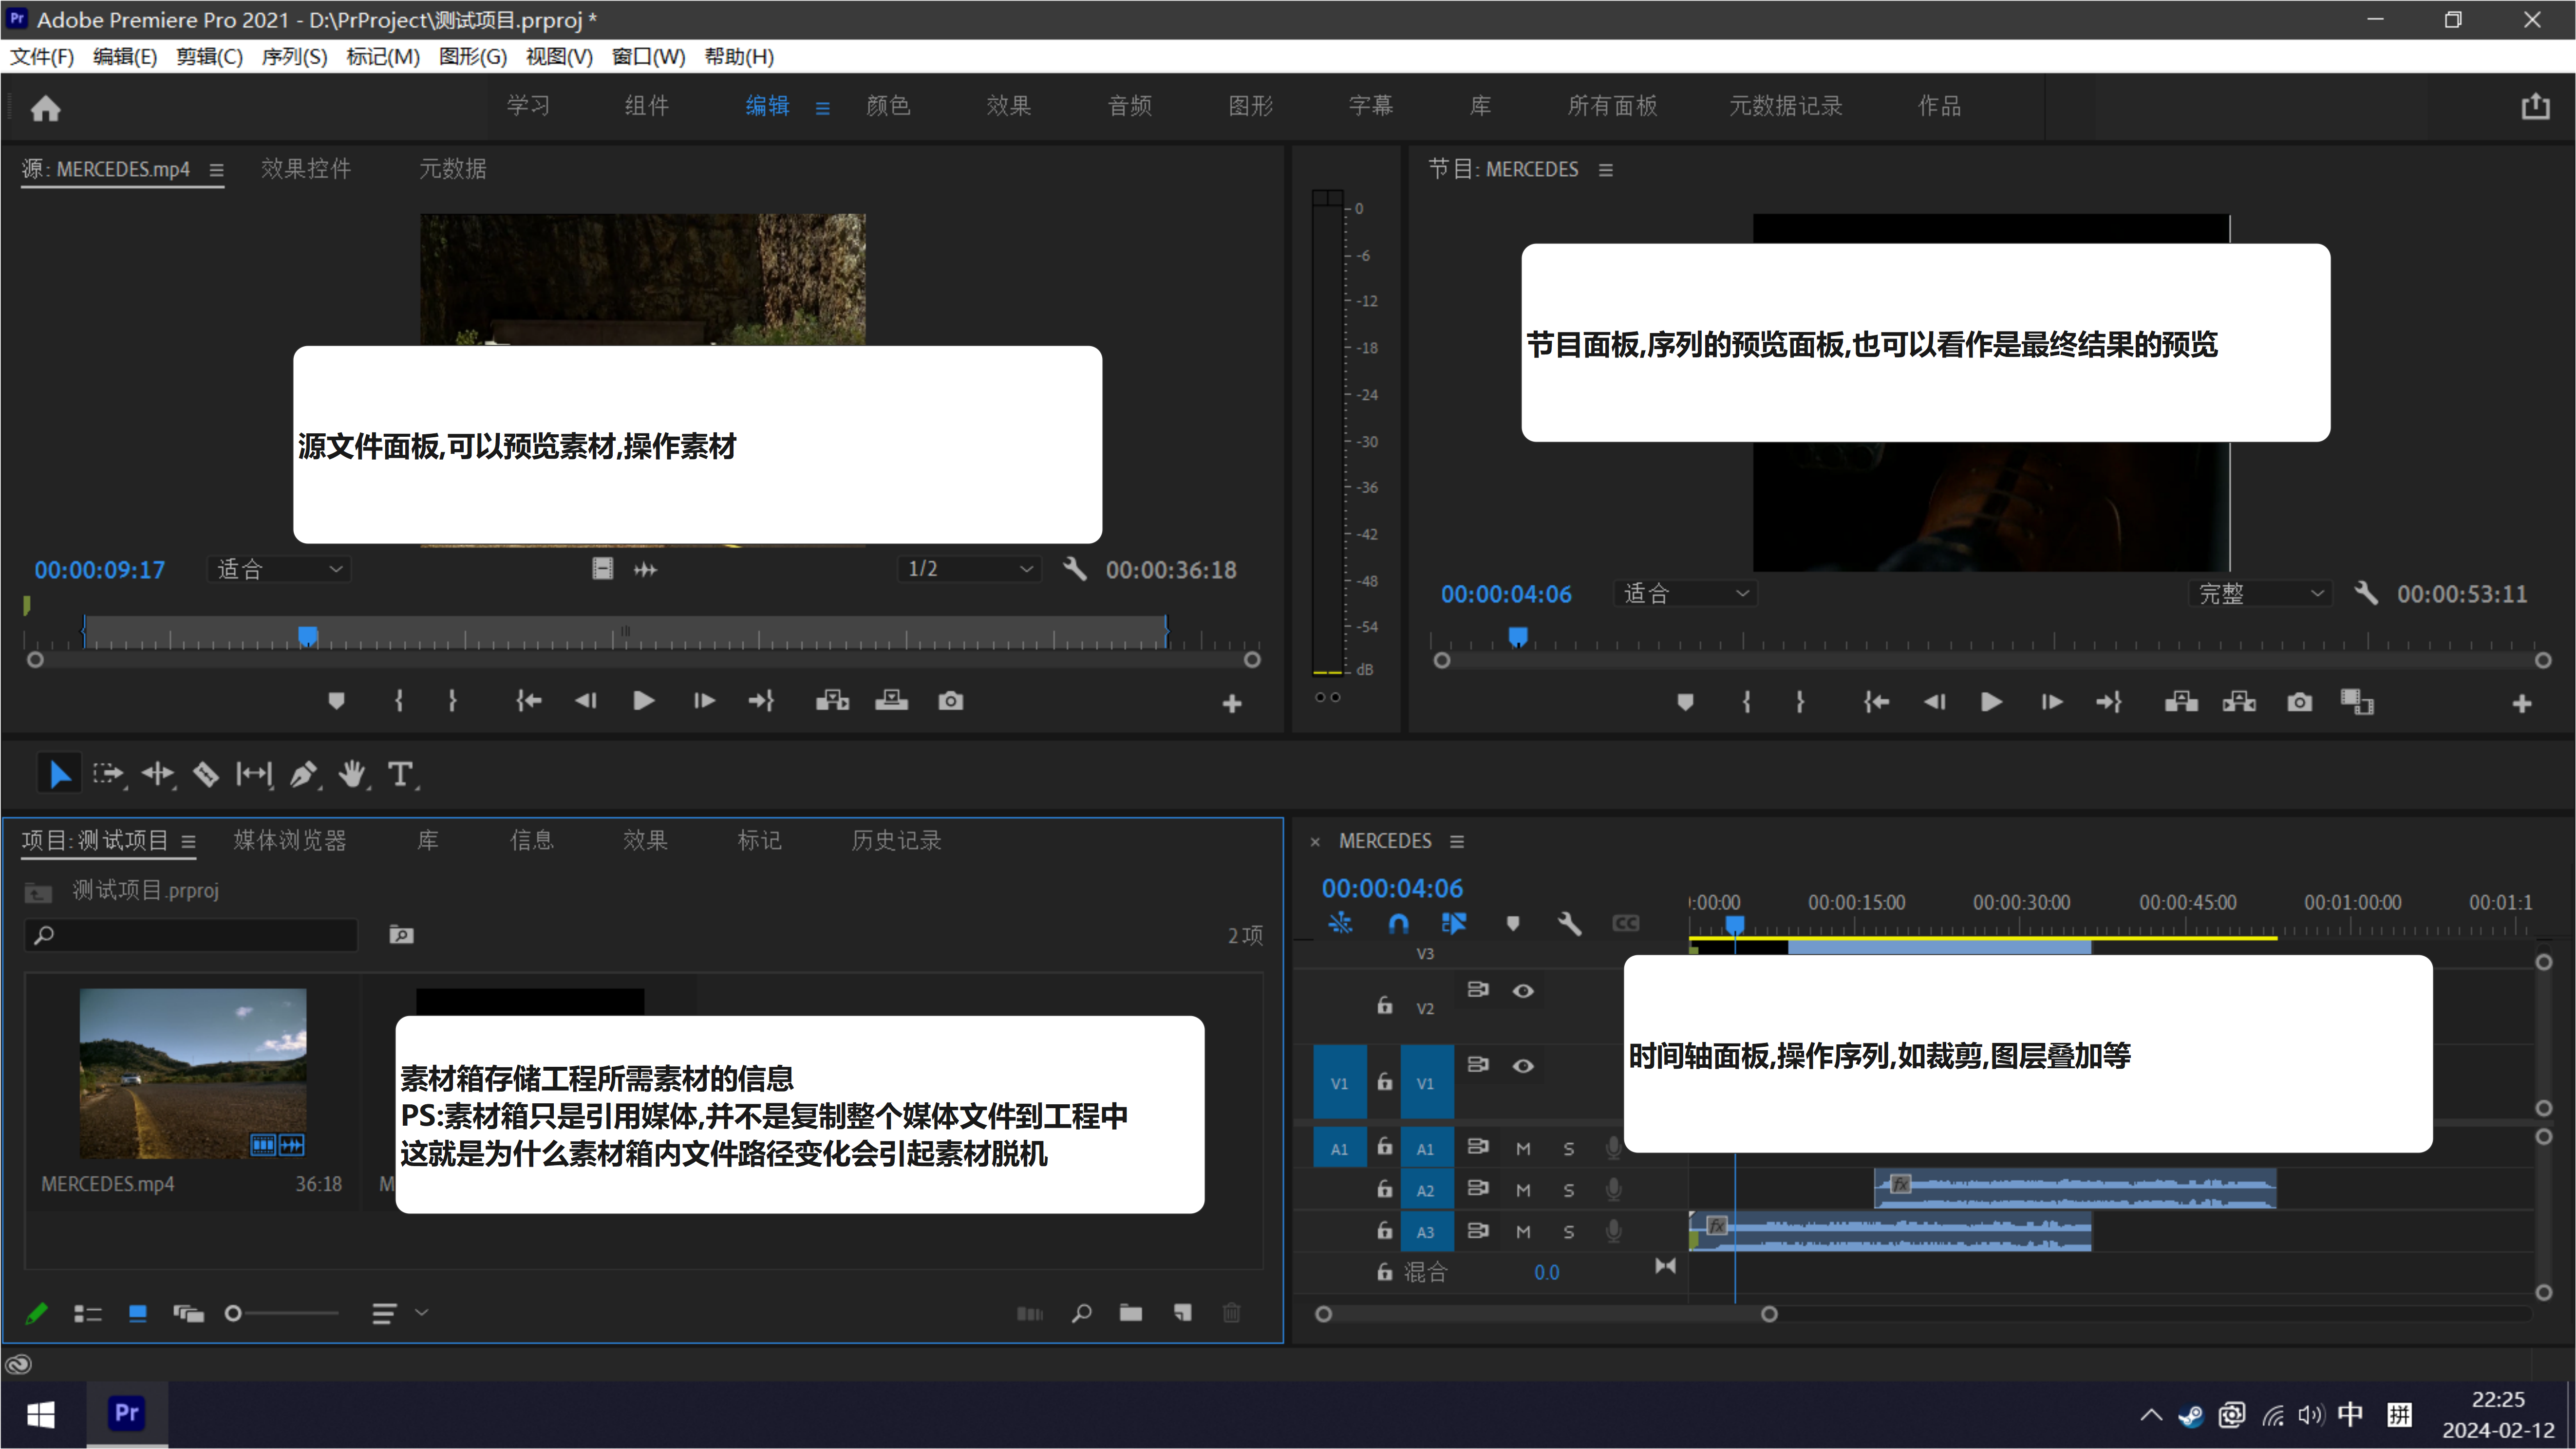 Pr Adobe Premiere Pro 2021 - D:\PrProject\测试项目.prproj *
文件(F) 编辑(E) 剪辑(C) 序列(S) 标记(M) 图形(G) 视图(V) 窗口(W) 帮助(H)
学习 组件 编辑 颜色 效果 音频 图形 字幕 库 所有面板 元数据记录 作品
源: MERCEDES.mp4 效果控件 元数据
节目: MERCEDES
0
-6
-12
-18
-24
-30
-36
-42
-48
-54
dB
节目面板,序列的预览面板,也可以看作是最终结果的预览
源文件面板,可以预览素材,操作素材
00:00:09:17 适合 1/2 00:00:36:18
00:00:04:06 适合 完整 00:00:53:11
项目: 测试项目 媒体浏览器 库 信息 效果 标记 历史记录
测试项目.prproj
2 项
素材箱存储工程所需素材的信息
PS:素材箱只是引用媒体,并不是复制整个媒体文件到工程中
这就是为什么素材箱内文件路径变化会引起素材脱机
MERCEDES.mp4 36:18 M
× MERCEDES
00:00:04:06
:00:00 00:00:15:00 00:00:30:00 00:00:45:00 00:01:00:00 00:01:1
V3
V2
时间轴面板,操作序列,如裁剪,图层叠加等
V1 V1
A1 A1 M S
A2 M S fx
A3 M S fx
混合 0.0
Pr
中 拼 22:25
2024-02-12